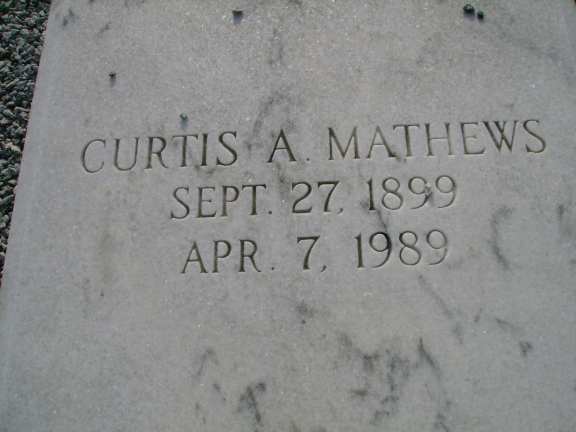 CURTIS A. MATHEWS
SEPT. 27, 1899
APR. 7, 1989